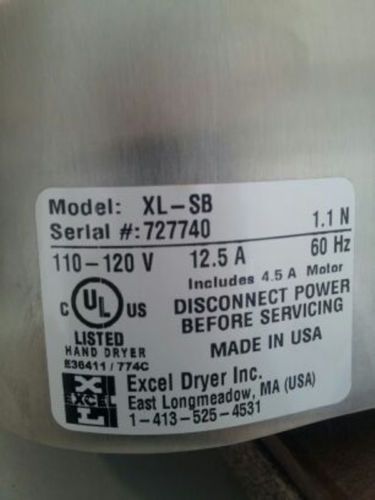 Model: XL-SB
Serial #: 727740 1.1 N
110-120 V 12.5 A 60 Hz
Includes 4.5 A Motor
C UL US
DISCONNECT POWER
BEFORE SERVICING
LISTED
HAND DRYER
E36411 / 774C
MADE IN USA
XL EXCEL
Excel Dryer Inc.
East Longmeadow, MA (USA)
1-413-525-4531